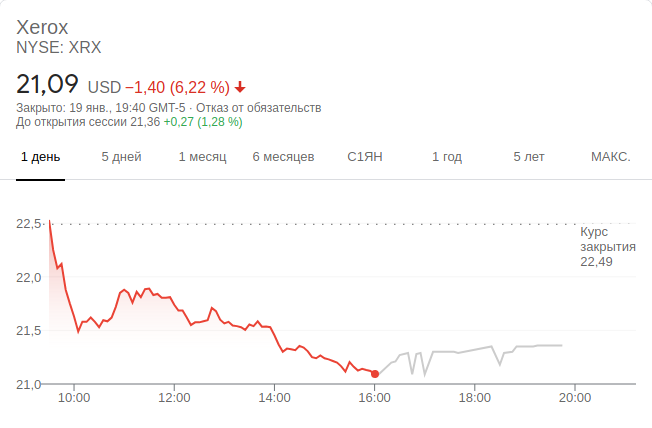 Xerox
NYSE: XRX
21,09 USD −1,40 (6,22 %)
Закрыто: 19 янв., 19:40 GMT-5 · Отказ от обязательств
До открытия сессии 21,36 +0,27 (1,28 %)
1 день 5 дней 1 месяц 6 месяцев С1ЯН 1 год 5 лет МАКС.
22,5
Курс
закрытия
22,49
22,0
21,5
21,0
10:00 12:00 14:00 16:00 18:00 20:00